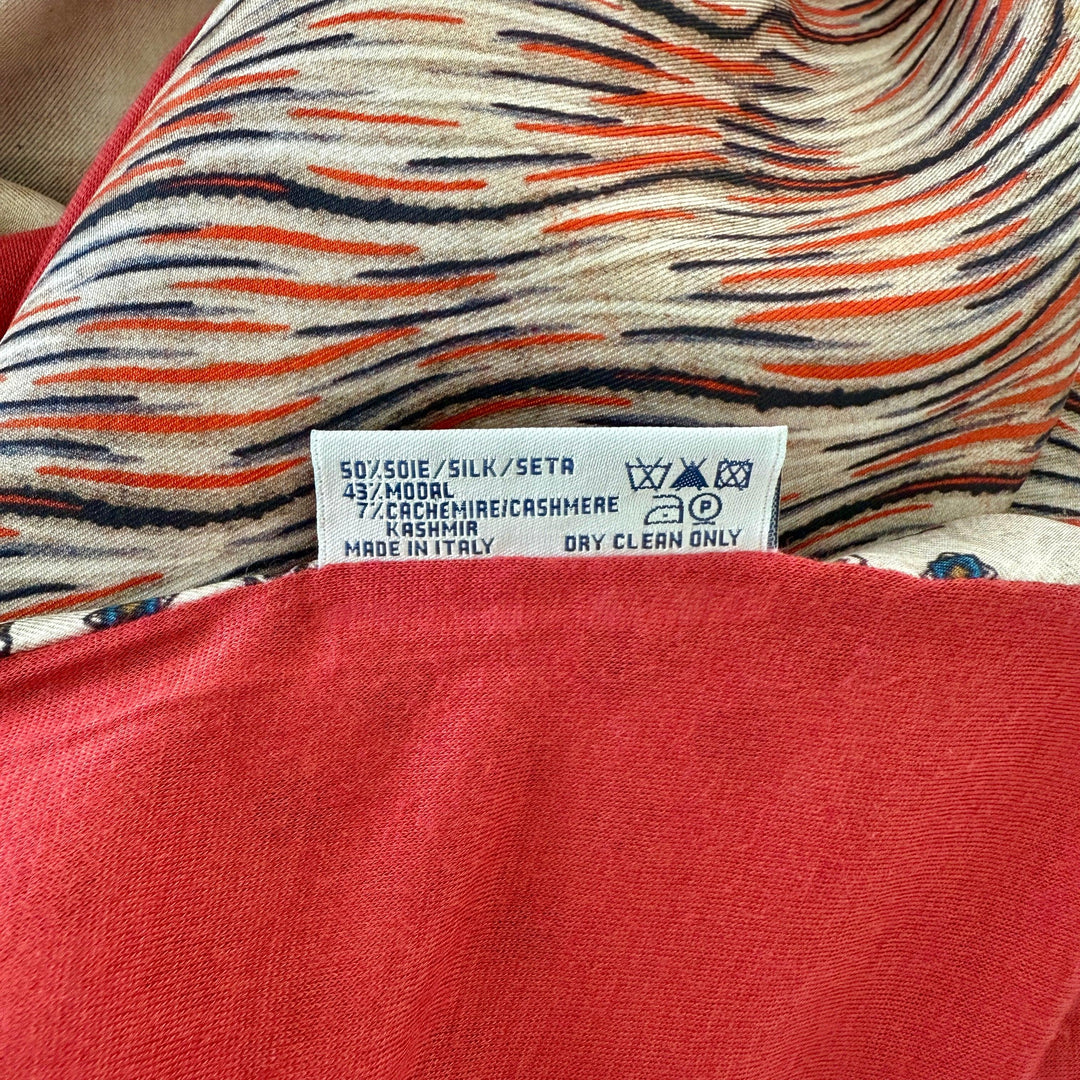 50%SOIE/SILK/SETA
43%MODAL
7%CACHEMIRE/CASHMERE
KASHMIR
P
MADE IN ITALY DRY CLEAN ONLY